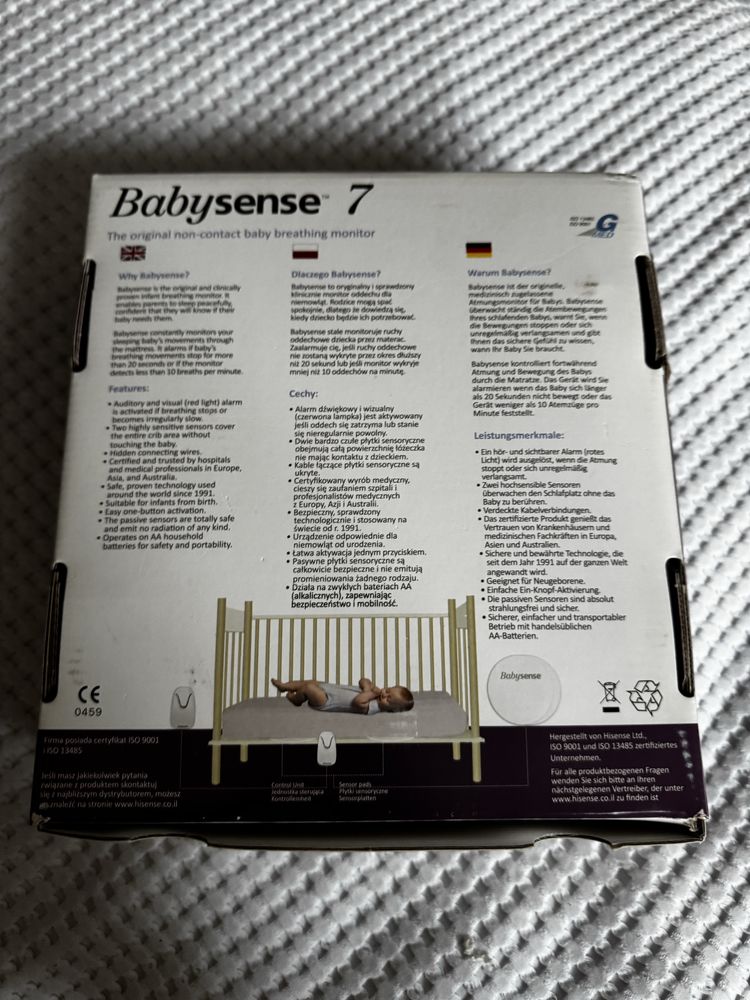 Babysense™ 7
The original non-contact baby breathing monitor
ISO 13485
ISO 9001
G
MED
Why Babysense?
Babysense is the original and clinically
proven infant breathing monitor. It
enables parents to sleep peacefully,
confident that they will know if their
baby needs them.
Babysense constantly monitors your
sleeping baby's movements through
the mattress. It alarms if baby's
breathing movements stop for more
than 20 seconds or if the monitor
detects less than 10 breaths per minute.
Features:
• Auditory and visual (red light) alarm
is activated if breathing stops or
becomes irregularly slow.
• Two highly sensitive sensors cover
the entire crib area without
touching the baby.
• Hidden connecting wires.
• Certified and trusted by hospitals
and medical professionals in Europe,
Asia, and Australia.
• Safe, proven technology used
around the world since 1991.
• Suitable for infants from birth.
• Easy one-button activation.
• The passive sensors are totally safe
and emit no radiation of any kind.
• Operates on AA household
batteries for safety and portability.
Dlaczego Babysense?
Babysense to oryginalny i sprawdzony
klinicznie monitor oddechu dla
niemowląt. Rodzice mogą spać
spokojnie, dlatego że dowiedzą się,
kiedy dziecko będzie ich potrzebować.
Babysense stale monitoruje ruchy
oddechowe dziecka przez materac.
Zaalarmuje cię, jeśli ruchy oddechowe
nie zostaną wykryte przez okres dłuższy
niż 20 sekund lub jeśli monitor wykryje
mniej niż 10 oddechów na minutę.
Cechy:
• Alarm dźwiękowy i wizualny
(czerwona lampka) jest aktywowany
jeśli oddech się zatrzyma lub stanie
się nieregularnie powolny.
• Dwie bardzo czułe płytki sensoryczne
obejmują całą powierzchnię łóżeczka
nie mając kontaktu z dzieckiem.
• Kable łączące płytki sensoryczne są
ukryte.
• Certyfikowany wyrób medyczny,
cieszy się zaufaniem szpitali i
profesjonalistów medycznych
z Europy, Azji i Australii.
• Bezpieczny, sprawdzony
technologicznie i stosowany na
świecie od r. 1991.
• Urządzenie odpowiednie dla
niemowląt od urodzenia.
• Łatwa aktywacja jednym przyciskiem.
• Pasywne płytki sensoryczne są
całkowicie bezpieczne i nie emitują
promieniowania żadnego rodzaju.
• Działa na zwykłych bateriach AA
(alkalicznych), zapewniając
bezpieczeństwo i mobilność.
Warum Babysense?
Babysense ist der originelle,
medizinisch zugelassene
Atmungsmonitor für Babys. Babysense
überwacht ständig die Atembewegungen
Ihres schlafenden Babys, warnt Sie, wenn
die Bewegungen stoppen oder sich
unregelmäßig verlangsamen und gibt
Ihnen das sichere Gefühl zu wissen,
wann Ihr Baby Sie braucht.
Babysense kontrolliert fortwährend
Atmung und Bewegung des Babys
durch die Matratze. Das Gerät wird Sie
alarmieren wenn das Baby sich länger
als 20 Sekunden nicht bewegt oder das
Gerät weniger als 10 Atemzüge pro
Minute feststellt.
Leistungsmerkmale:
• Ein hör- und sichtbarer Alarm (rotes
Licht) wird ausgelöst, wenn die Atmung
stoppt oder sich unregelmäßig
verlangsamt.
• Zwei hochsensible Sensoren
überwachen den Schlafplatz ohne das
Baby zu berühren.
• Verdeckte Kabelverbindungen.
• Das zertifizierte Produkt genießt das
Vertrauen von Krankenhäusern und
medizinischen Fachkräften in Europa,
Asien und Australien.
• Sichere und bewährte Technologie, die
seit dem Jahr 1991 auf der ganzen Welt
angewandt wird.
• Geeignet für Neugeborene.
• Einfache Ein-Knopf-Aktivierung.
• Die passiven Sensoren sind absolut
strahlungsfrei und sicher.
• Sicherer, einfacher und transportabler
Betrieb mit handelsüblichen
AA-Batterien.
CE
0459
Babysense
Firma posiada certyfikat ISO 9001
i ISO 13485
Jeśli masz jakiekolwiek pytania
związane z produktem skontaktuj
się z najbliższym dystrybutorem, możesz
go znaleźć na stronie www.hisense.co.il
Control Unit
Jednostka sterująca
Kontrolleinheit
Sensor pads
Płytki sensoryczne
Sensorplatten
Hergestellt von Hisense Ltd.,
ISO 9001 und ISO 13485 zertifiziertes
Unternehmen.
Für alle produktbezogenen Fragen
wenden Sie sich bitte an Ihren
nächstgelegenen Vertreiber, der unter
www.hisense.co.il zu finden ist